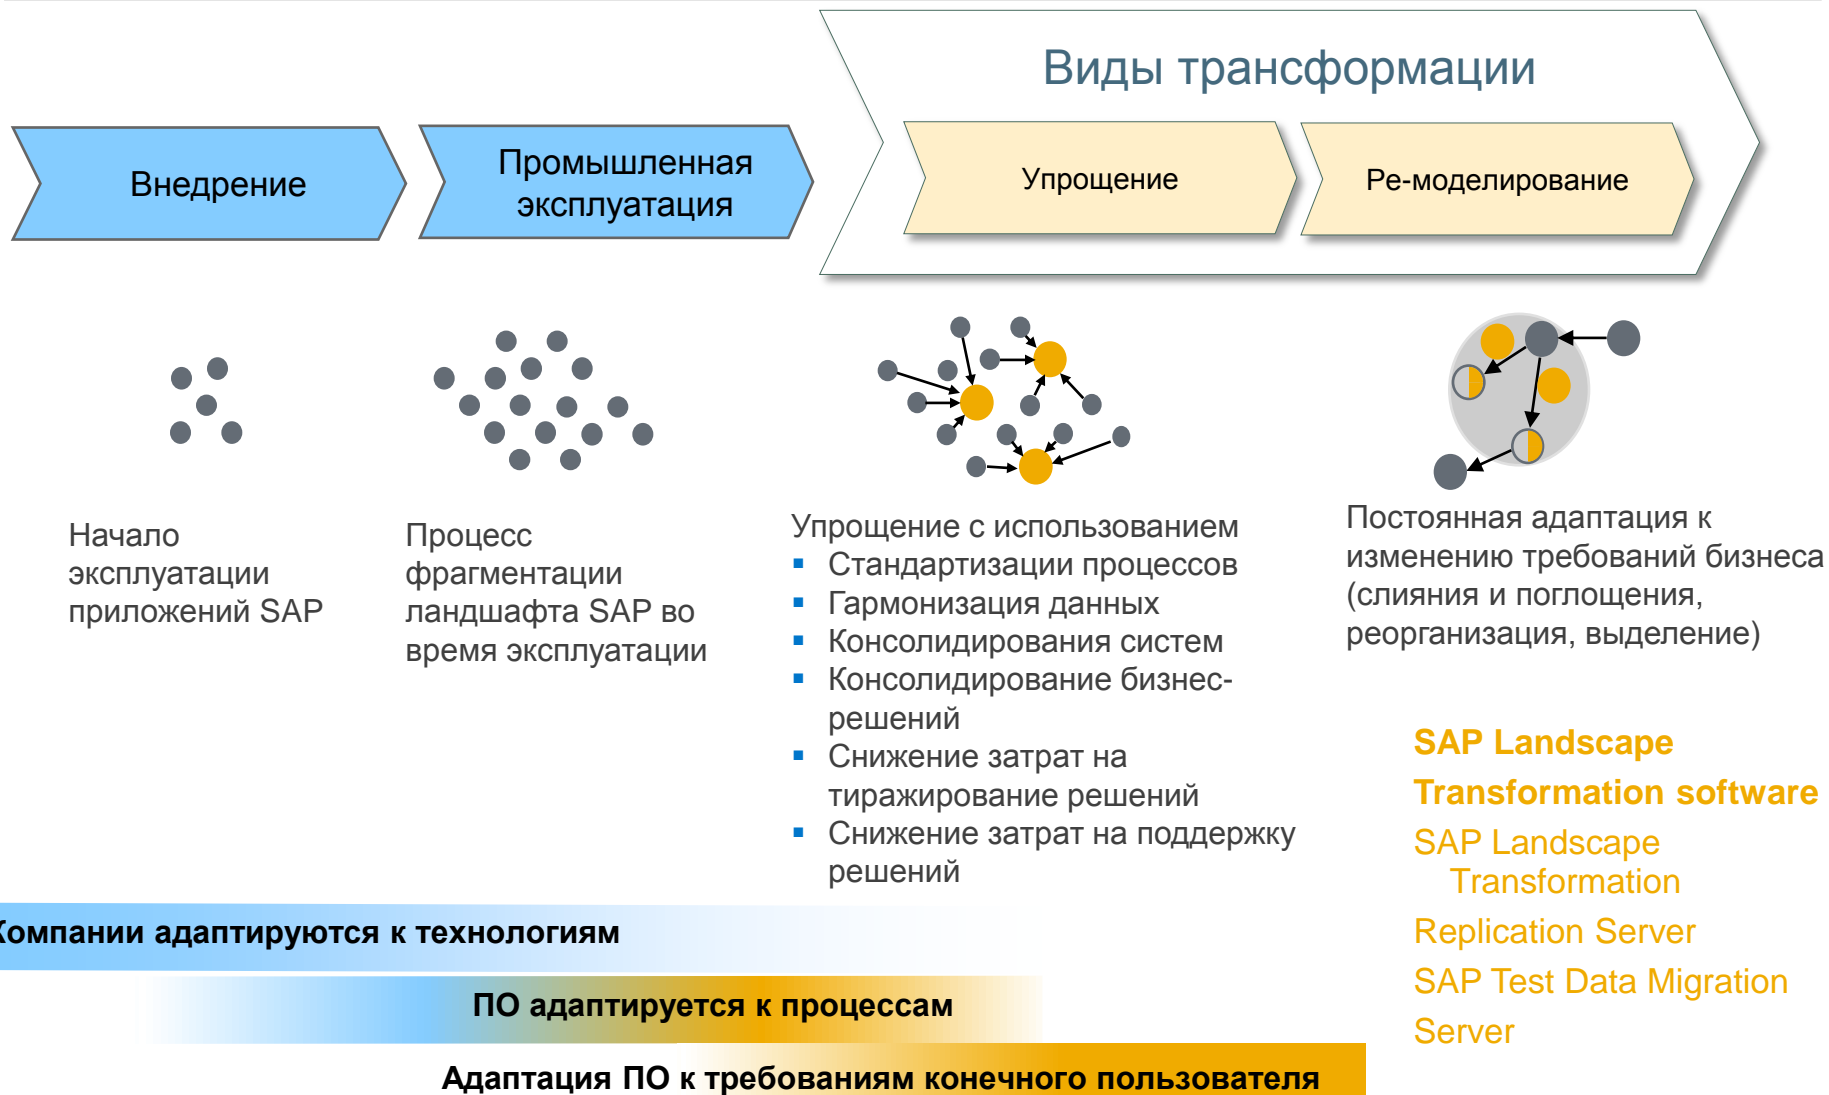 Виды трансформации
Внедрение
Промышленная
эксплуатация
Упрощение
Ре-моделирование
Начало
эксплуатации
приложений SAP
Процесс
фрагментации
ландшафта SAP во
время эксплуатации
Упрощение с использованием
▪ Стандартизации процессов
▪ Гармонизация данных
▪ Консолидирования систем
▪ Консолидирование бизнес-
решений
▪ Снижение затрат на
тиражирование решений
▪ Снижение затрат на поддержку
решений
Постоянная адаптация к
изменению требований бизнеса
(слияния и поглощения,
реорганизация, выделение)
SAP Landscape
Transformation software
SAP Landscape
Transformation
Replication Server
SAP Test Data Migration
Server
Компании адаптируются к технологиям
ПО адаптируется к процессам
Адаптация ПО к требованиям конечного пользователя